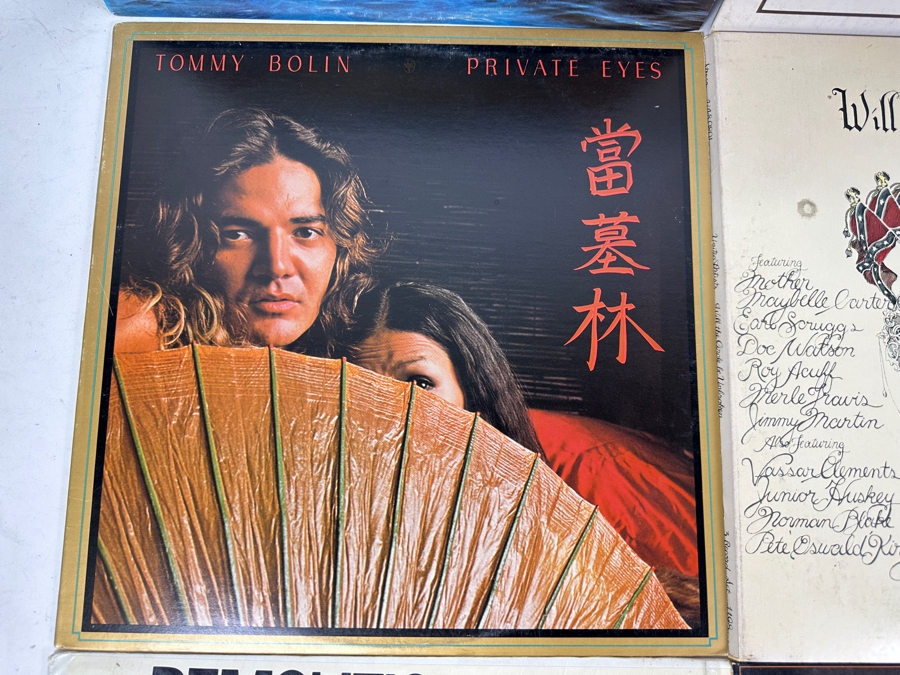 TOMMY BOLIN
PRIVATE EYES
當
墓
林
Will
Featuring
Mother
Maybelle Carter
Earl Scruggs
Doc Watson
Roy Acuff
Merle Travis
Jimmy Martin
Also Featuring
Vassar Clements
Junior Huskey
Norman Blake
Pete Oswald Kir